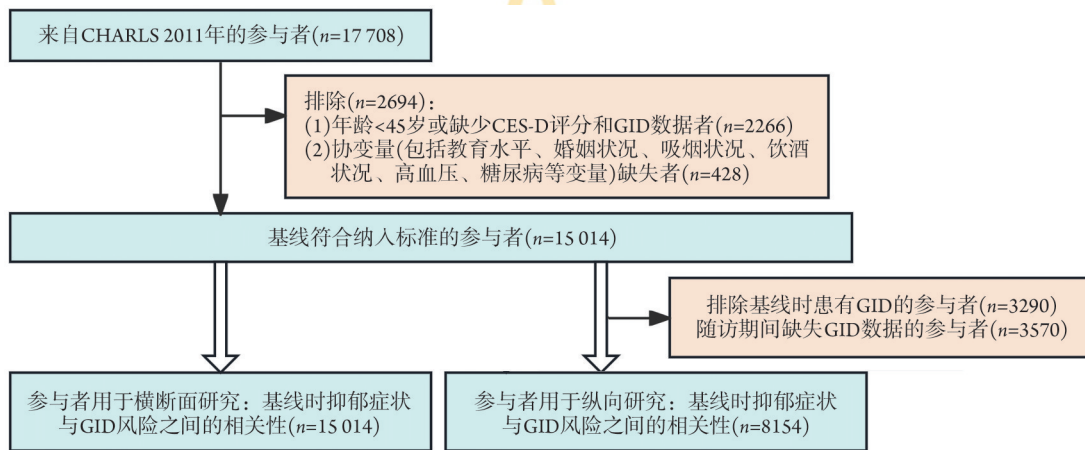 来自CHARLS 2011年的参与者(n=17 708)
排除(n=2694)：
(1)年龄<45岁或缺少CES-D评分和GID数据者(n=2266)
(2)协变量(包括教育水平、婚姻状况、吸烟状况、饮酒
状况、高血压、糖尿病等变量)缺失者(n=428)
基线符合纳入标准的参与者(n=15 014)
排除基线时患有GID的参与者(n=3290)
随访期间缺失GID数据的参与者(n=3570)
参与者用于横断面研究：基线时抑郁症状
与GID风险之间的相关性(n=15 014)
参与者用于纵向研究：基线时抑郁症状
与GID风险之间的相关性(n=8154)